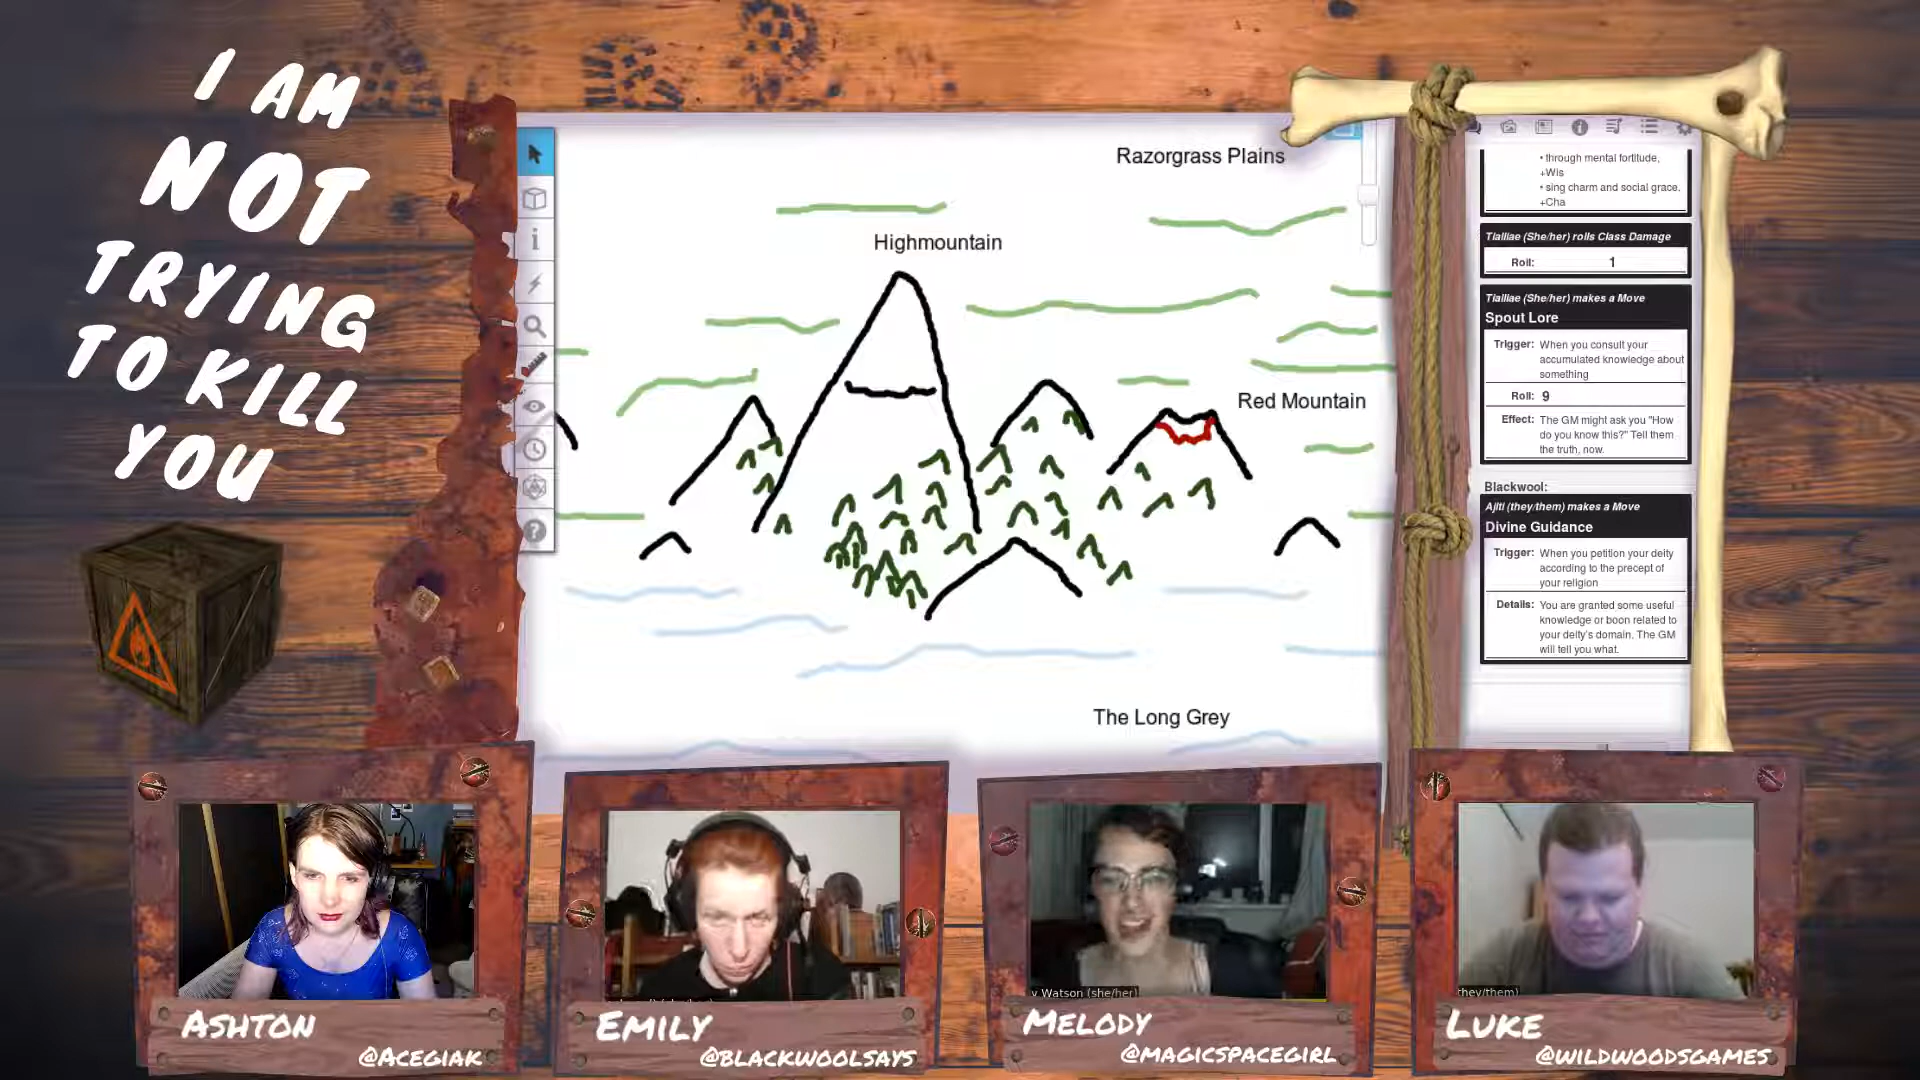 I AM
NOT
TRYING
TO KILL
YOU
Razorgrass Plains
Highmountain
Red Mountain
The Long Grey
• through mental fortitude,
+Wis
• sing charm and social grace.
+Cha
Tlalliae (She/her) rolls Class Damage
Roll: 1
Tlalliae (She/her) makes a Move
Spout Lore
Trigger: When you consult your
accumulated knowledge about
something
Roll: 9
Effect: The GM might ask you "How
do you know this?" Tell them
the truth, now.
Blackwool:
Ajiti (they/them) makes a Move
Divine Guidance
Trigger: When you petition your deity
according to the precept of
your religion
Details: You are granted some useful
knowledge or boon related to
your deity's domain. The GM
will tell you what.
y Watson (she/her)
they/them)
ASHTON
@ACEGIAK
EMILY
@BLACKWOOLSAYS
MELODY
@MAGICSPACEGIRL
LUKE
@WILDWOODSGAMES